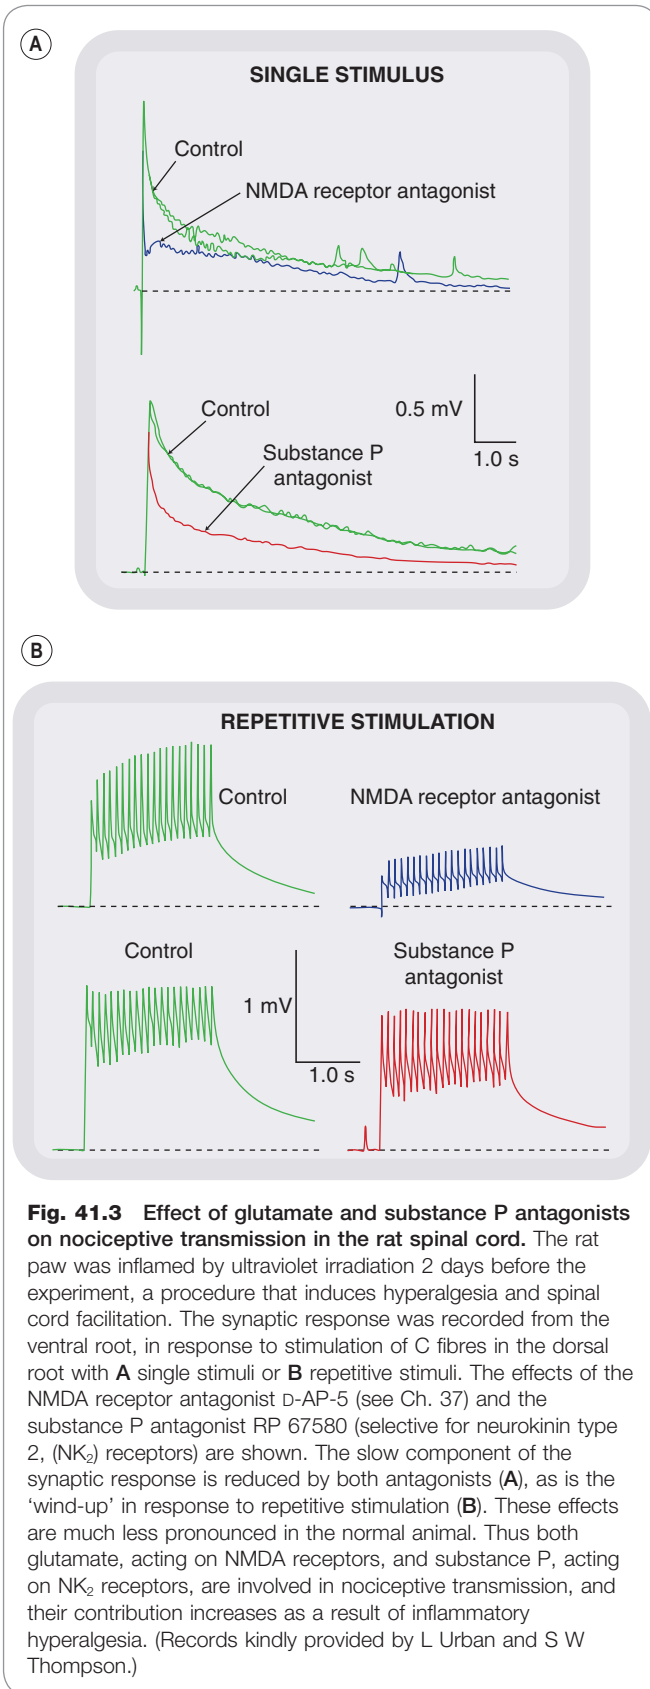 A
SINGLE STIMULUS
Control
NMDA receptor antagonist
Control
0.5 mV
1.0 s
Substance P
antagonist
B
REPETITIVE STIMULATION
Control
NMDA receptor antagonist
Control
Substance P
antagonist
1 mV
1.0 s
Fig. 41.3 Effect of glutamate and substance P antagonists
on nociceptive transmission in the rat spinal cord. The rat
paw was inflamed by ultraviolet irradiation 2 days before the
experiment, a procedure that induces hyperalgesia and spinal
cord facilitation. The synaptic response was recorded from the
ventral root, in response to stimulation of C fibres in the dorsal
root with A single stimuli or B repetitive stimuli. The effects of the
NMDA receptor antagonist D-AP-5 (see Ch. 37) and the
substance P antagonist RP 67580 (selective for neurokinin type
2, (NK₂) receptors) are shown. The slow component of the
synaptic response is reduced by both antagonists (A), as is the
‘wind-up’ in response to repetitive stimulation (B). These effects
are much less pronounced in the normal animal. Thus both
glutamate, acting on NMDA receptors, and substance P, acting
on NK₂ receptors, are involved in nociceptive transmission, and
their contribution increases as a result of inflammatory
hyperalgesia. (Records kindly provided by L Urban and S W
Thompson.)